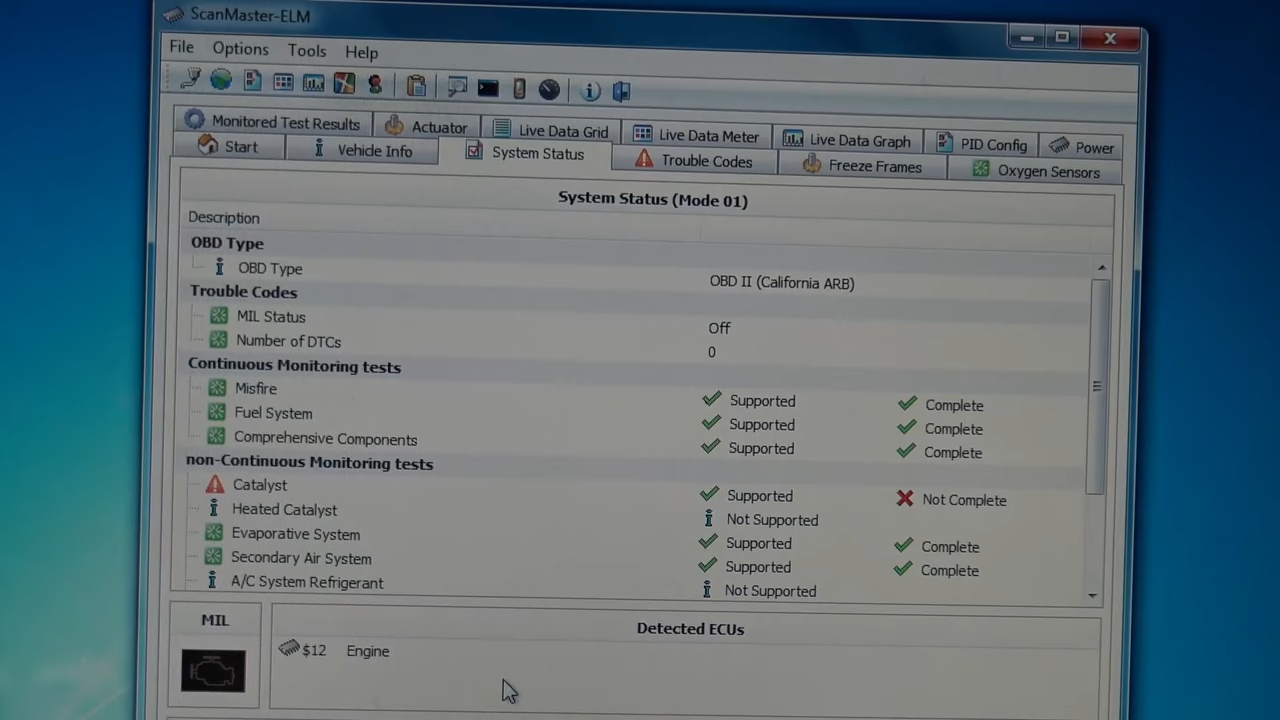 ScanMaster-ELM
File Options Tools Help
Monitored Test Results Actuator Live Data Grid Live Data Meter Live Data Graph PID Config Power
Start Vehicle Info System Status Trouble Codes Freeze Frames Oxygen Sensors
System Status (Mode 01)
Description
OBD Type
OBD Type OBD II (California ARB)
Trouble Codes
MIL Status Off
Number of DTCs 0
Continuous Monitoring tests
Misfire Supported Complete
Fuel System Supported Complete
Comprehensive Components Supported Complete
non-Continuous Monitoring tests
Catalyst Supported Not Complete
Heated Catalyst Not Supported
Evaporative System Supported Complete
Secondary Air System Supported Complete
A/C System Refrigerant Not Supported
MIL Detected ECUs
$12 Engine